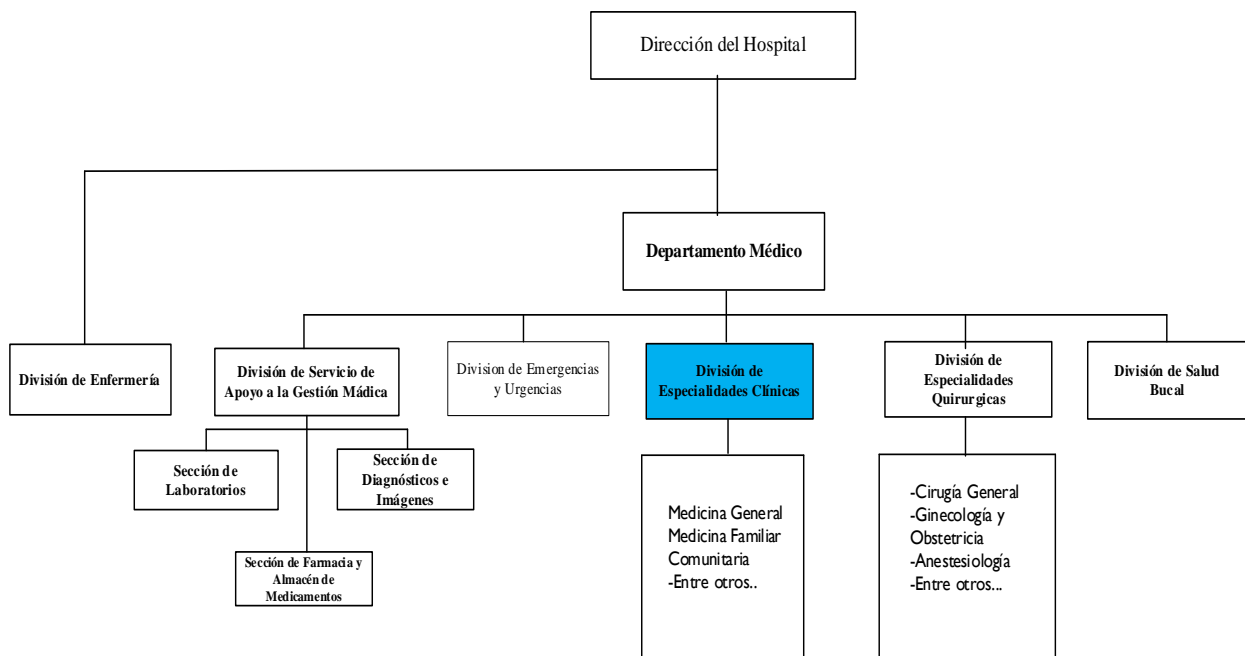 Dirección del Hospital
Departamento Médico
División de Enfermería
División de Servicio de
Apoyo a la Gestión Mádica
Division de Emergencias
y Urgencias
División de
Especialidades Clínicas
División de
Especialidades
Quirurgicas
División de Salud
Bucal
Sección de
Laboratorios
Sección de
Diagnósticos e
Imágenes
Sección de Farmacia y
Almacén de
Medicamentos
Medicina General
Medicina Familiar
Comunitaria
-Entre otros..
-Cirugía General
-Ginecología y
Obstetricia
-Anestesiología
-Entre otros...